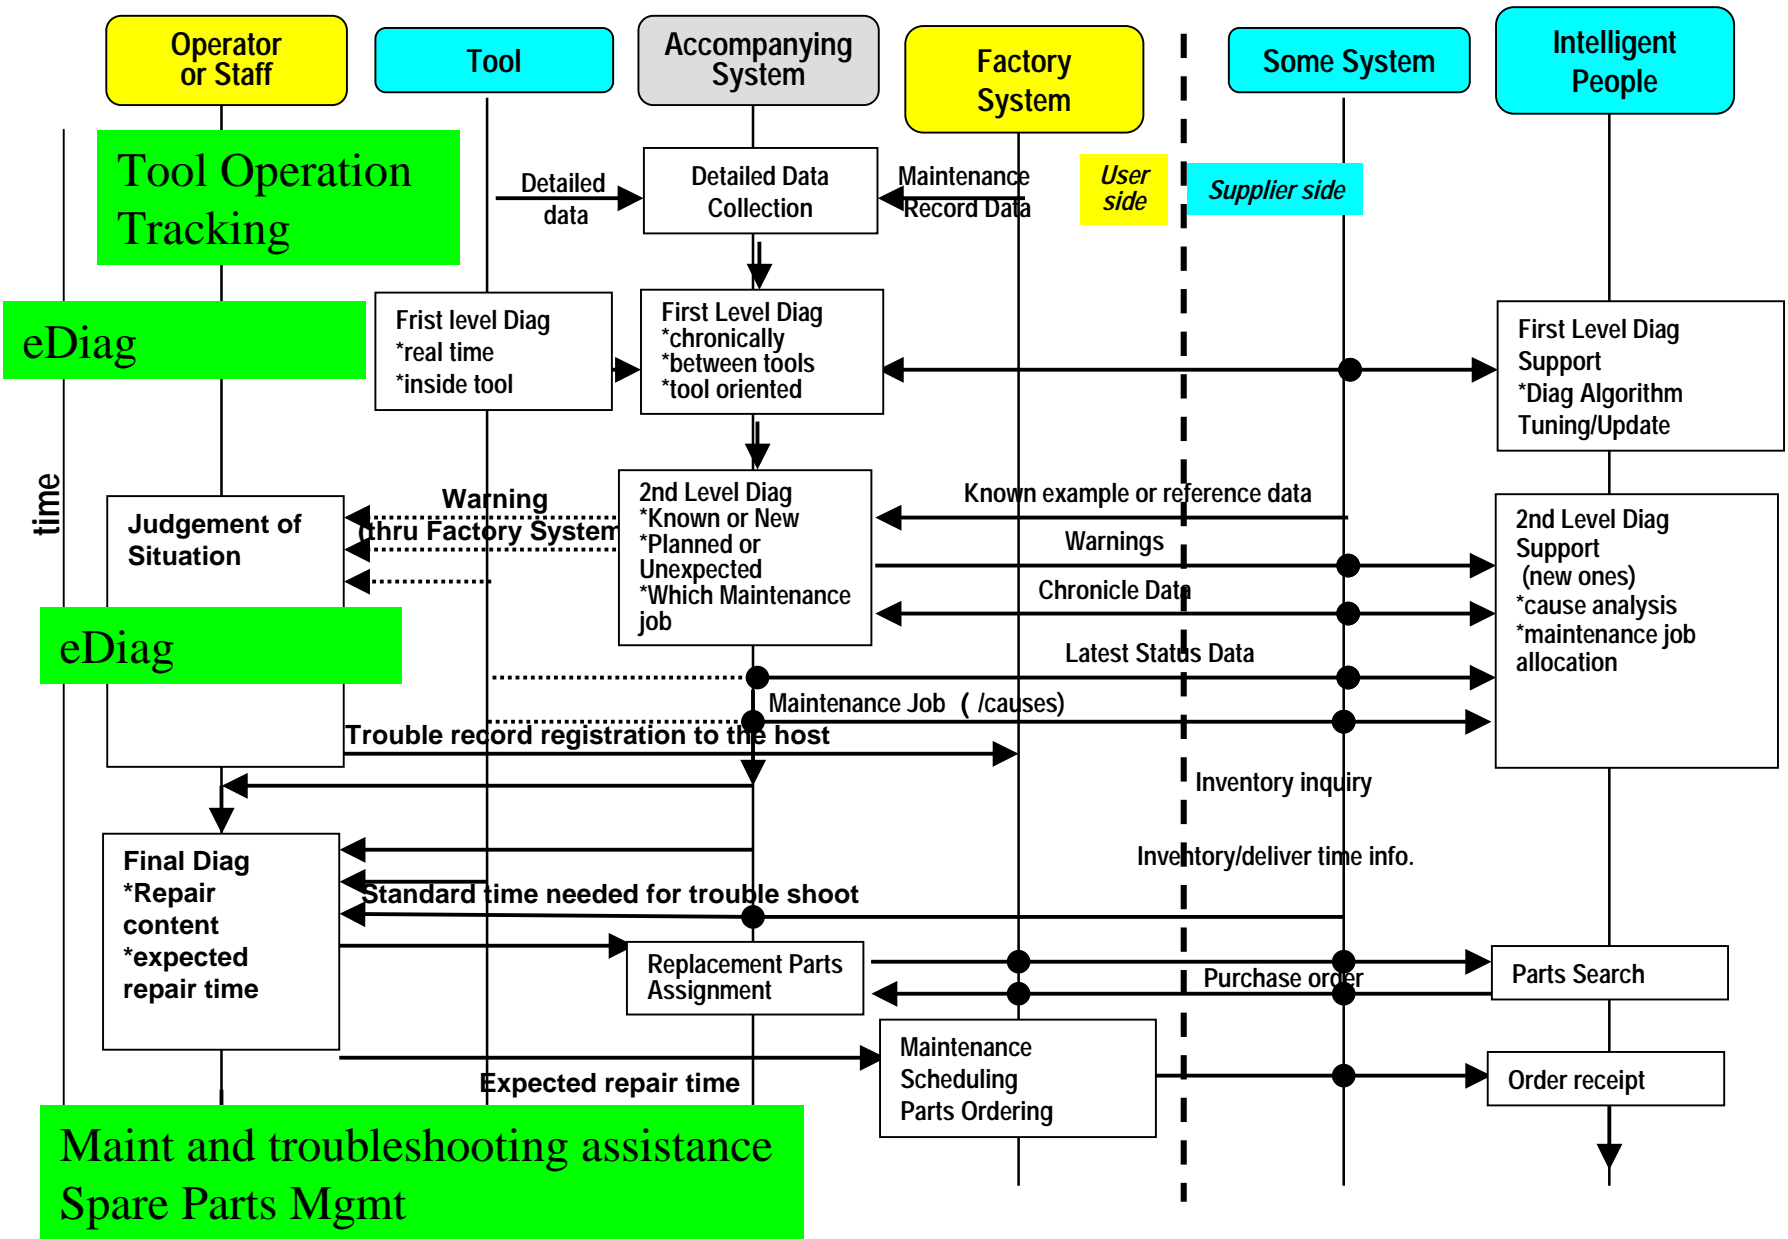 Operator
or Staff
Tool
Accompanying
System
Factory
System
Some System
Intelligent
People
Tool Operation
Tracking
Detailed
data
Detailed Data
Collection
Maintenance
Record Data
User
side
Supplier side
eDiag
Frist level Diag
*real time
*inside tool
First Level Diag
*chronically
*between tools
*tool oriented
First Level Diag
Support
*Diag Algorithm
Tuning/Update
time
Judgement of
Situation
Warning
(thru Factory System
2nd Level Diag
*Known or New
*Planned or
Unexpected
*Which Maintenance
job
Known example or reference data
Warnings
Chronicle Data
Latest Status Data
2nd Level Diag
Support
(new ones)
*cause analysis
*maintenance job
allocation
eDiag
Maintenance Job ( /causes)
Trouble record registration to the host
Inventory inquiry
Inventory/deliver time info.
Final Diag
*Repair
content
*expected
repair time
Standard time needed for trouble shoot
Replacement Parts
Assignment
Purchase order
Parts Search
Maintenance
Scheduling
Parts Ordering
Order receipt
Expected repair time
Maint and troubleshooting assistance
Spare Parts Mgmt